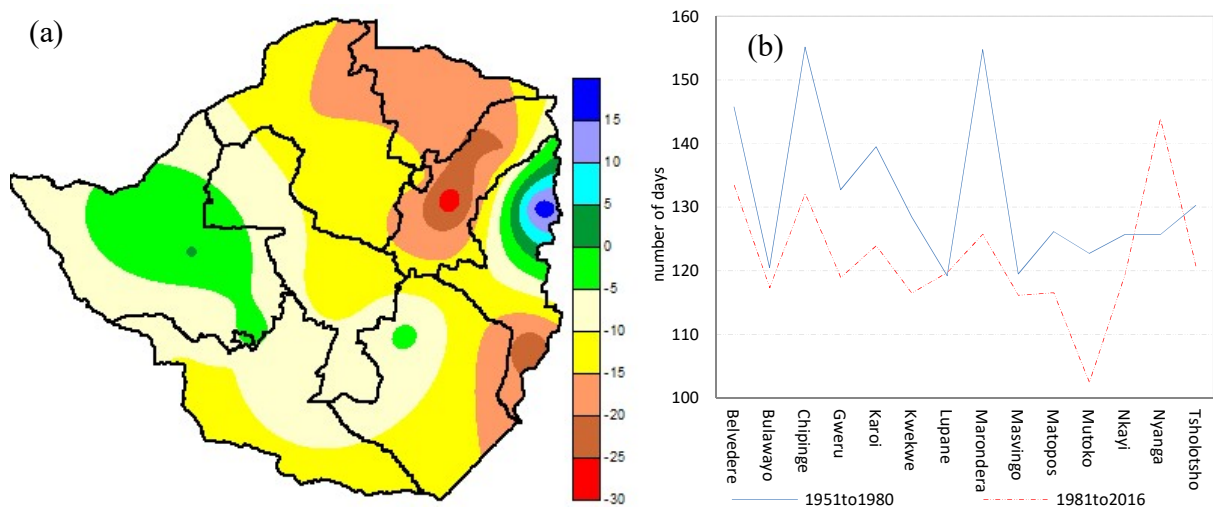 (a)
15
10
5
0
-5
-10
-15
-20
-25
-30
(b)
number of days
160
150
140
130
120
110
100
Belvedere
Bulawayo
Chipinge
Gweru
Karoi
Kwekwe
Lupane
Marondera
Masvingo
Matopos
Mutoko
Nkayi
Nyanga
Tsholotsho
1951to1980
1981to2016